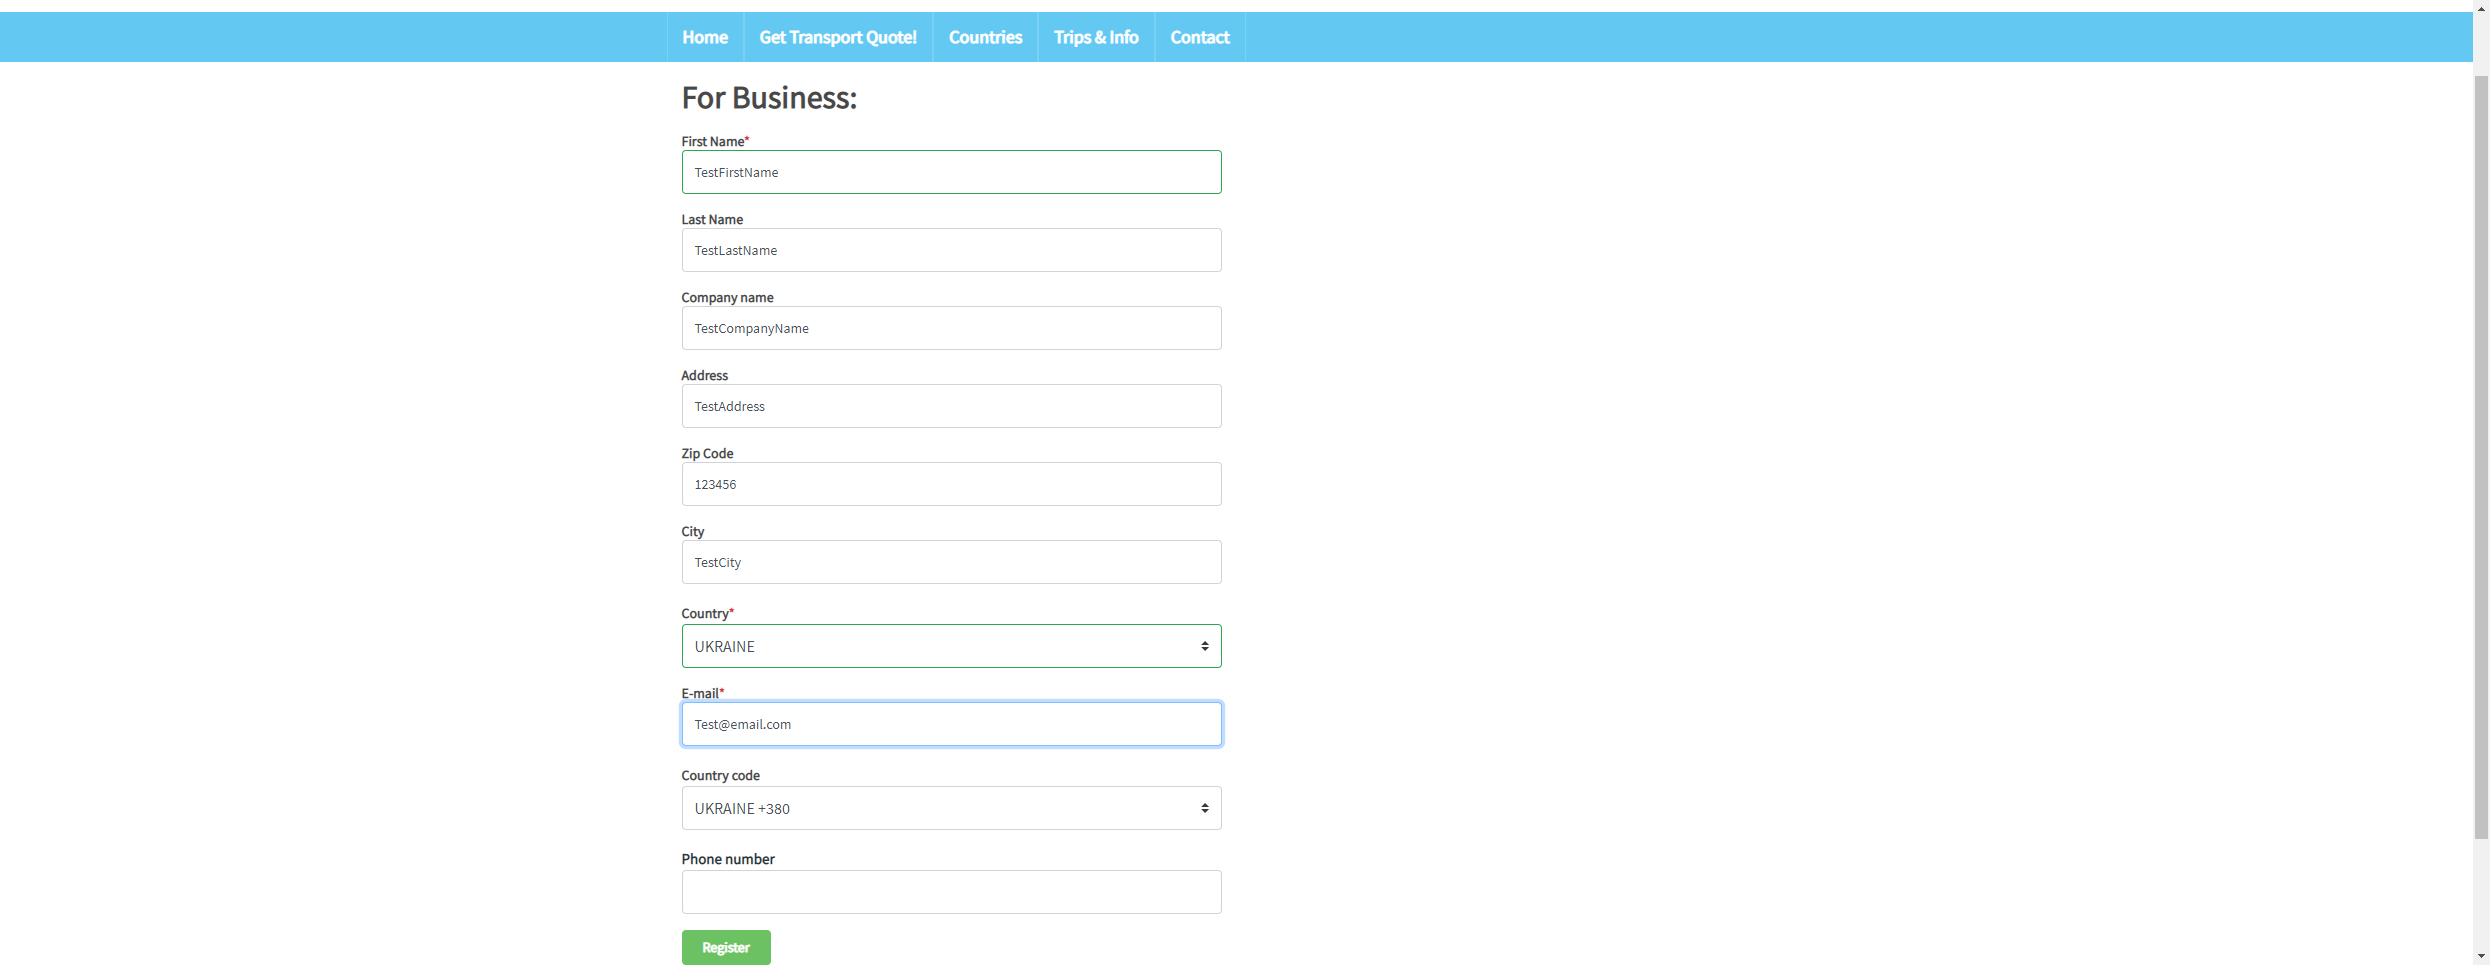 Home Get Transport Quote! Countries Trips & Info Contact
For Business:
First Name*
TestFirstName
Last Name
TestLastName
Company name
TestCompanyName
Address
TestAddress
Zip Code
123456
City
TestCity
Country*
UKRAINE
E-mail*
Test@email.com
Country code
UKRAINE +380
Phone number
Register